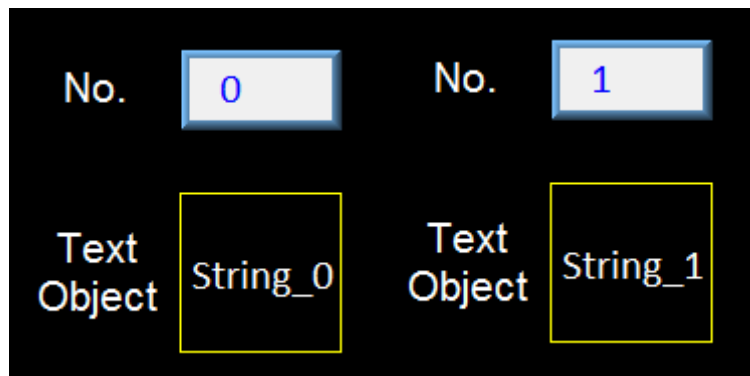 No. 0
No. 1
Text
Object
String_0
Text
Object
String_1